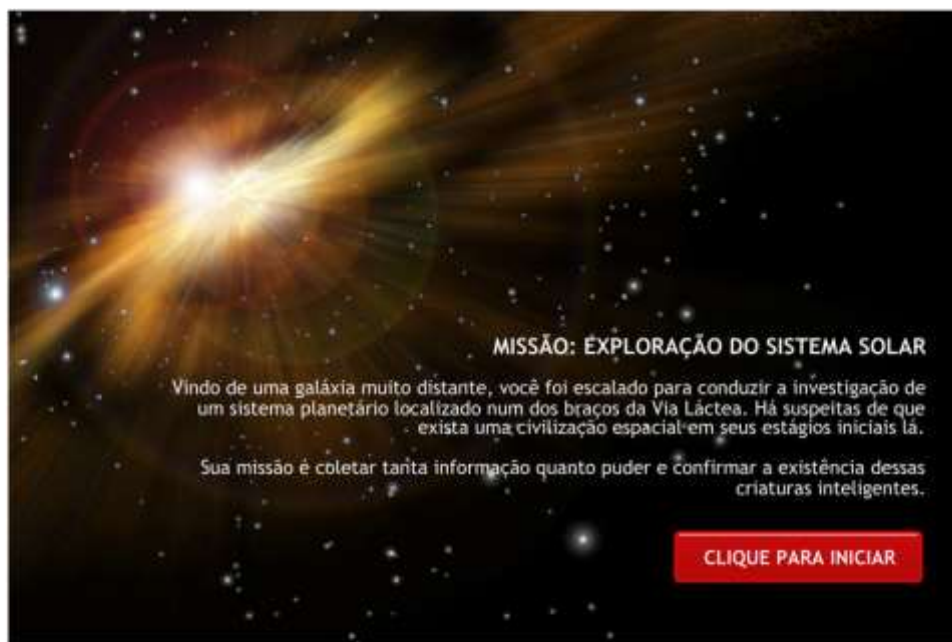 MISSÃO: EXPLORAÇÃO DO SISTEMA SOLAR
Vindo de uma galáxia muito distante, você foi escalado para conduzir a investigação de
um sistema planetário localizado num dos braços da Via Láctea. Há suspeitas de que
exista uma civilização espacial em seus estágios iniciais lá.
Sua missão é coletar tanta informação quanto puder e confirmar a existência dessas
criaturas inteligentes.
CLIQUE PARA INICIAR